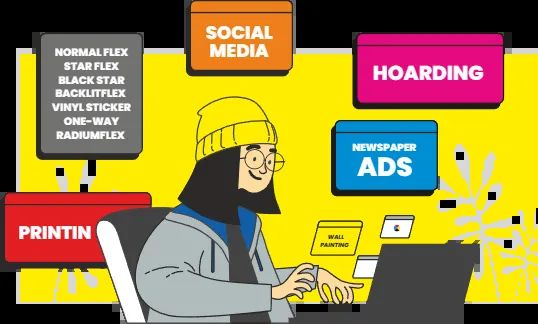 SOCIAL
MEDIA
NORMAL FLEX
STAR FLEX
BLACK STAR
BACKLITFLEX
VINYL STICKER
ONE-WAY
RADIUMFLEX
HOARDING
NEWSPAPER
ADS
PRINTIN
WALL
PAINTING